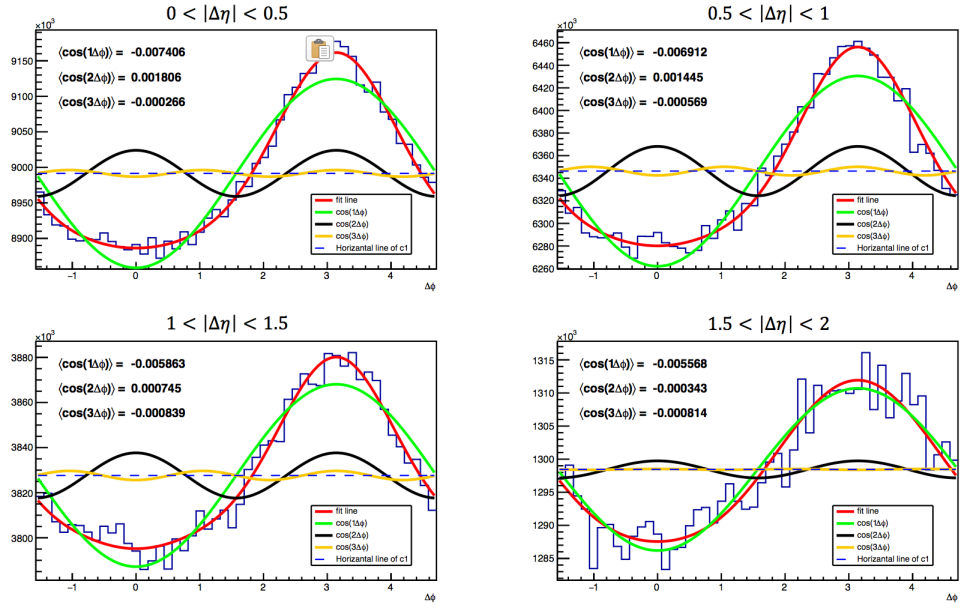 0 < |Δη| < 0.5
×10³
⟨cos(1Δϕ)⟩ = -0.007406
⟨cos(2Δϕ)⟩ = 0.001806
⟨cos(3Δϕ)⟩ = -0.000266
9150
9100
9050
9000
8950
8900
fit line
cos(1Δϕ)
cos(2Δϕ)
cos(3Δϕ)
Horizantal line of c1
−1 0 1 2 3 4
Δϕ
0.5 < |Δη| < 1
×10³
⟨cos(1Δϕ)⟩ = -0.006912
⟨cos(2Δϕ)⟩ = 0.001445
⟨cos(3Δϕ)⟩ = -0.000569
6460
6440
6420
6400
6380
6360
6340
6320
6300
6280
6260
fit line
cos(1Δϕ)
cos(2Δϕ)
cos(3Δϕ)
Horizantal line of c1
−1 0 1 2 3 4
Δϕ
1 < |Δη| < 1.5
×10³
⟨cos(1Δϕ)⟩ = -0.005863
⟨cos(2Δϕ)⟩ = 0.000745
⟨cos(3Δϕ)⟩ = -0.000839
3880
3860
3840
3820
3800
fit line
cos(1Δϕ)
cos(2Δϕ)
cos(3Δϕ)
Horizantal line of c1
−1 0 1 2 3 4
Δϕ
1.5 < |Δη| < 2
×10³
⟨cos(1Δϕ)⟩ = -0.005568
⟨cos(2Δϕ)⟩ = -0.000343
⟨cos(3Δϕ)⟩ = -0.000814
1315
1310
1305
1300
1295
1290
1285
fit line
cos(1Δϕ)
cos(2Δϕ)
cos(3Δϕ)
Horizantal line of c1
−1 0 1 2 3 4
Δϕ